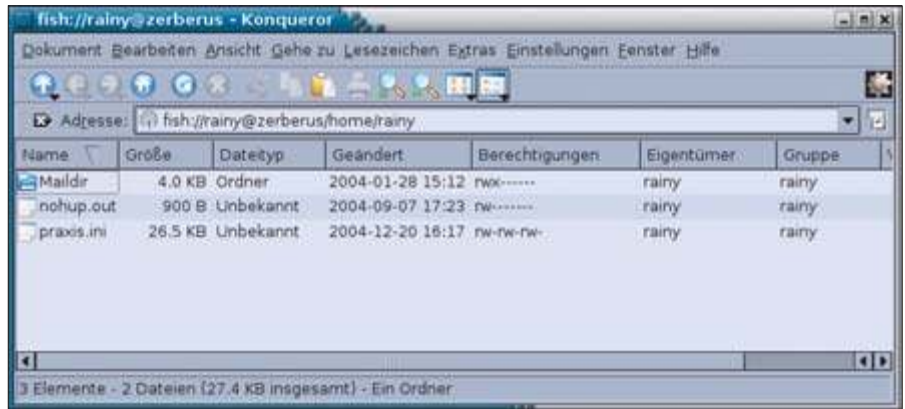 fish://rainy@zerberus - Konqueror
Dokument Bearbeiten Ansicht Gehe zu Lesezeichen Extras Einstellungen Fenster Hilfe
Adresse: fish://rainy@zerberus/home/rainy
Name Größe Dateityp Geändert Berechtigungen Eigentümer Gruppe
Maildir 4.0 KB Ordner 2004-01-28 15:12 rwx------ rainy rainy
nohup.out 900 B Unbekannt 2004-09-07 17:23 rw------- rainy rainy
praxis.ini 26.5 KB Unbekannt 2004-12-20 16:17 rw-rw-rw- rainy rainy
3 Elemente - 2 Dateien (27.4 KB insgesamt) - Ein Ordner